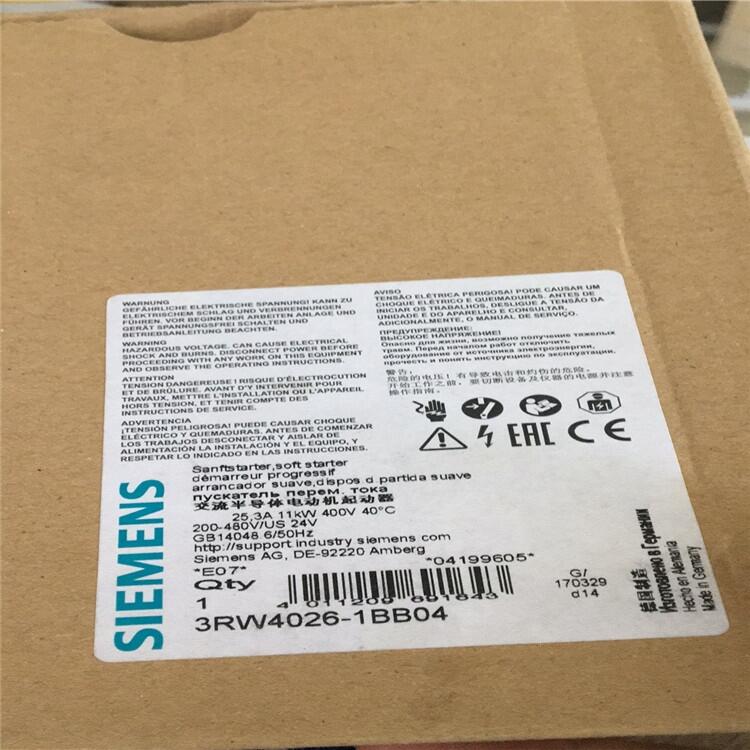 WARNUNG
GEFÄHRLICHE ELEKTRISCHE SPANNUNG! KANN ZU
ELEKTRISCHEM SCHLAG UND VERBRENNUNGEN
FÜHREN. VOR BEGINN DER ARBEITEN ANLAGE UND
GERÄT SPANNUNGSFREI SCHALTEN UND
BETRIEBSANLEITUNG BEACHTEN.
WARNING
HAZARDOUS VOLTAGE. CAN CAUSE ELECTRICAL
SHOCK AND BURNS. DISCONNECT POWER BEFORE
PROCEEDING WITH ANY WORK ON THIS EQUIPMENT
AND OBSERVE THE OPERATING INSTRUCTION.
ATTENTION
TENSION DANGEREUSE! RISQUE D'ÉLECTROCUTION
ET DE BRÛLURE. AVANT D'Y INTERVENIR POUR
TRAVAUX, METTRE L'INSTALLATION OU L'APPAREIL
HORS TENSION, ET TENIR COMPTE DES
INSTRUCTIONS DE SERVICE.
ADVERTENCIA
¡TENSIÓN PELIGROSA! PUEDE CAUSAR CHOQUE
ELÉCTRICO Y QUEMADURAS. ANTES DE COMENZAR
LOS TRABAJOS DESCONECTAR Y AISLAR DE
ALIMENTACIÓN LA INSTALACIÓN Y EL EQUIPO, Y
RESPETAR LO INDICADO EN LAS INSTRUCCIONES.
AVISO
TENSÃO ELÉTRICA PERIGOSA! PODE CAUSAR UM
CHOQUE ELÉTRICO E QUEIMADURAS. ANTES DE
INICIAR OS TRABALHOS, DESLIGUE A TENSÃO DA
UNIDADE E DO APARELHO E CONSULTAR,
ADICIONALMENTE, O MANUAL DE SERVIÇO.
ПРЕДУПРЕЖДЕНИЕ:
ВЫСОКОЕ НАПРЯЖЕНИЕ!
Опасно для жизни, возможно получение тяжелых
травм. Перед началом работ отключить
оборудование от источника электроэнергии,
прочесть и понять инструкцию по эксплуатации.
警告:
危险的电压!有导致电击和灼伤的危险。
开始工作之前,要切断设备及仪器的电源并注意
操作指南。
EAC CE
SIEMENS
Sanftstarter,soft starter
démarreur progressif
arrancador suave,dispos d partida suave
пускатель перем. тока
交流半导体电动机起动器
25,3A 11kW 400V 40°C
200-480V/US 24V
GB14048.6/50Hz
http://support industry siemens com
Siemens AG, DE-92220 Amberg
*E07*
*04199605*
Qty
1
4 011209 691643
G/
170329
d14
3RW4026-1BB04
德国制造
Изготовлено в Германии
Hecho en Alemania
Made in Germany